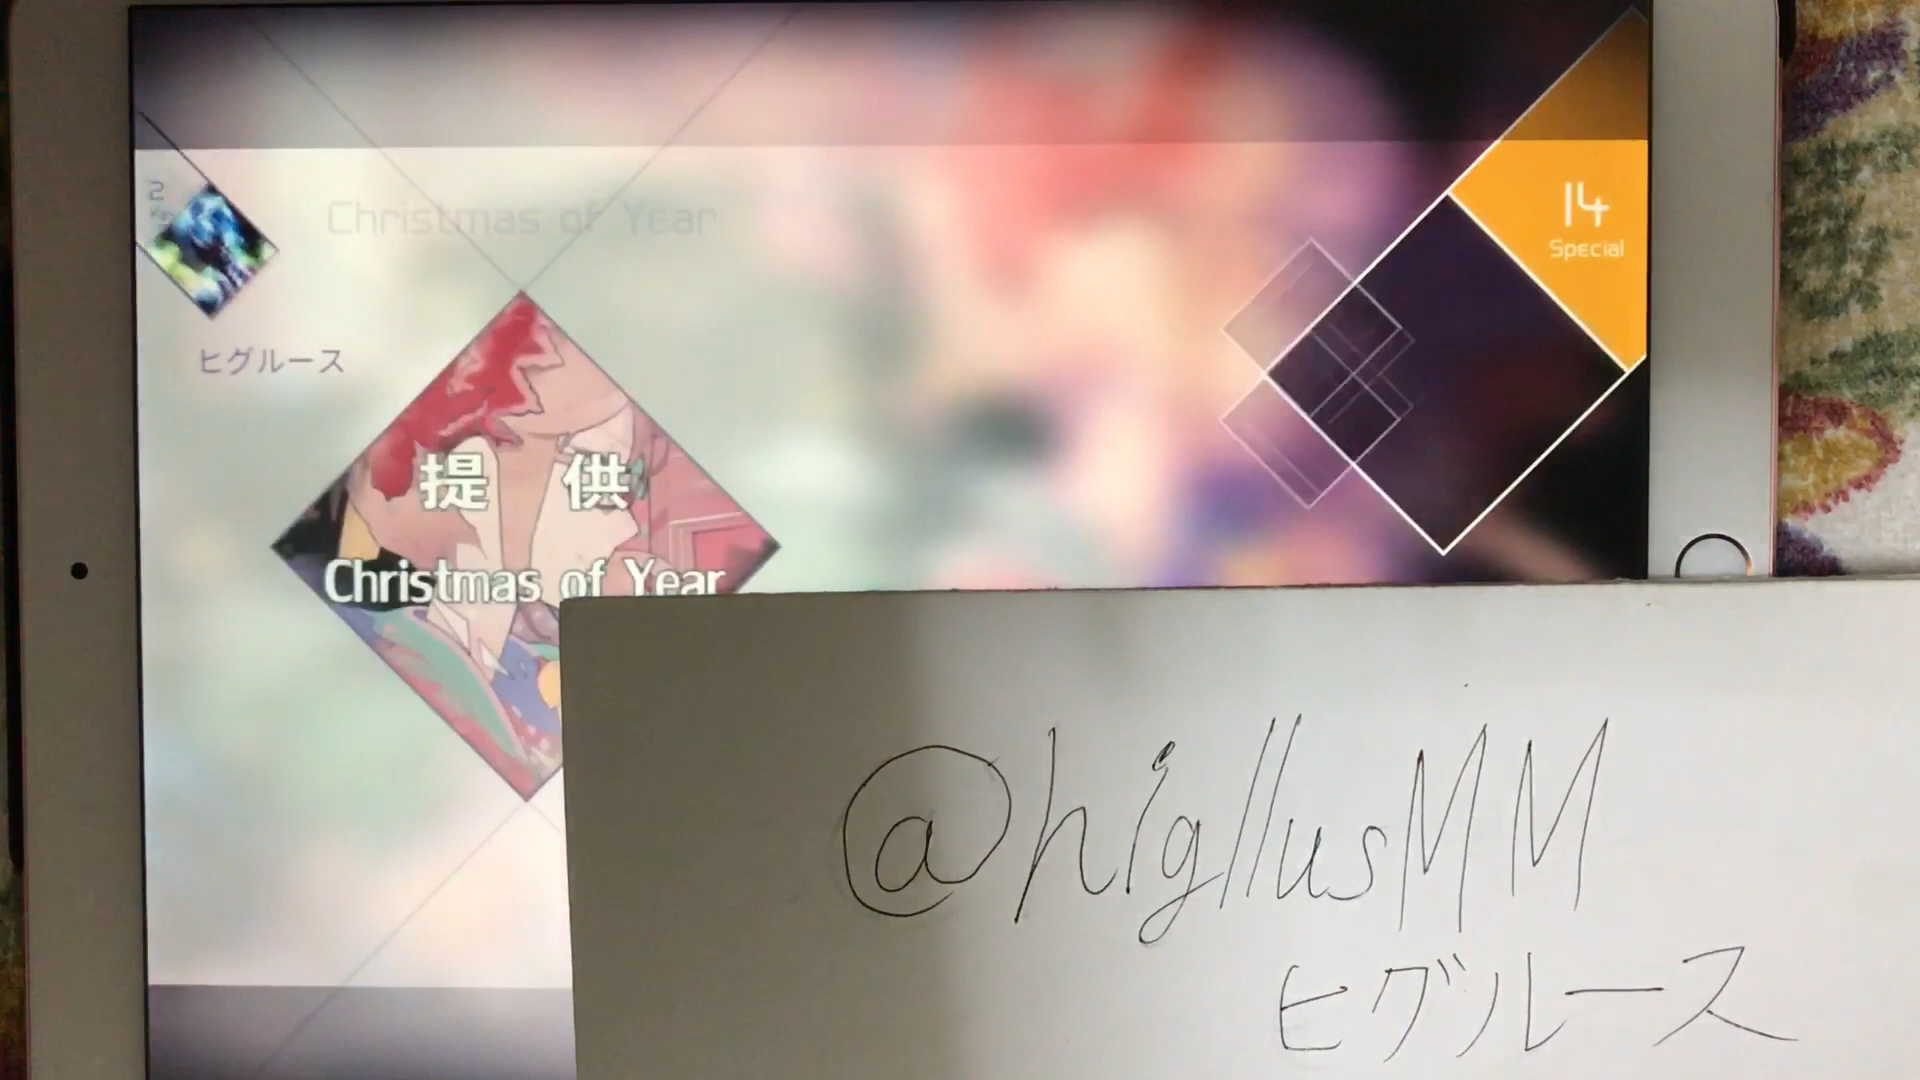 2
Christmas of Year
14
Special
ヒグルース
提 供
Christmas of Year
@higllusMM
ヒグルース